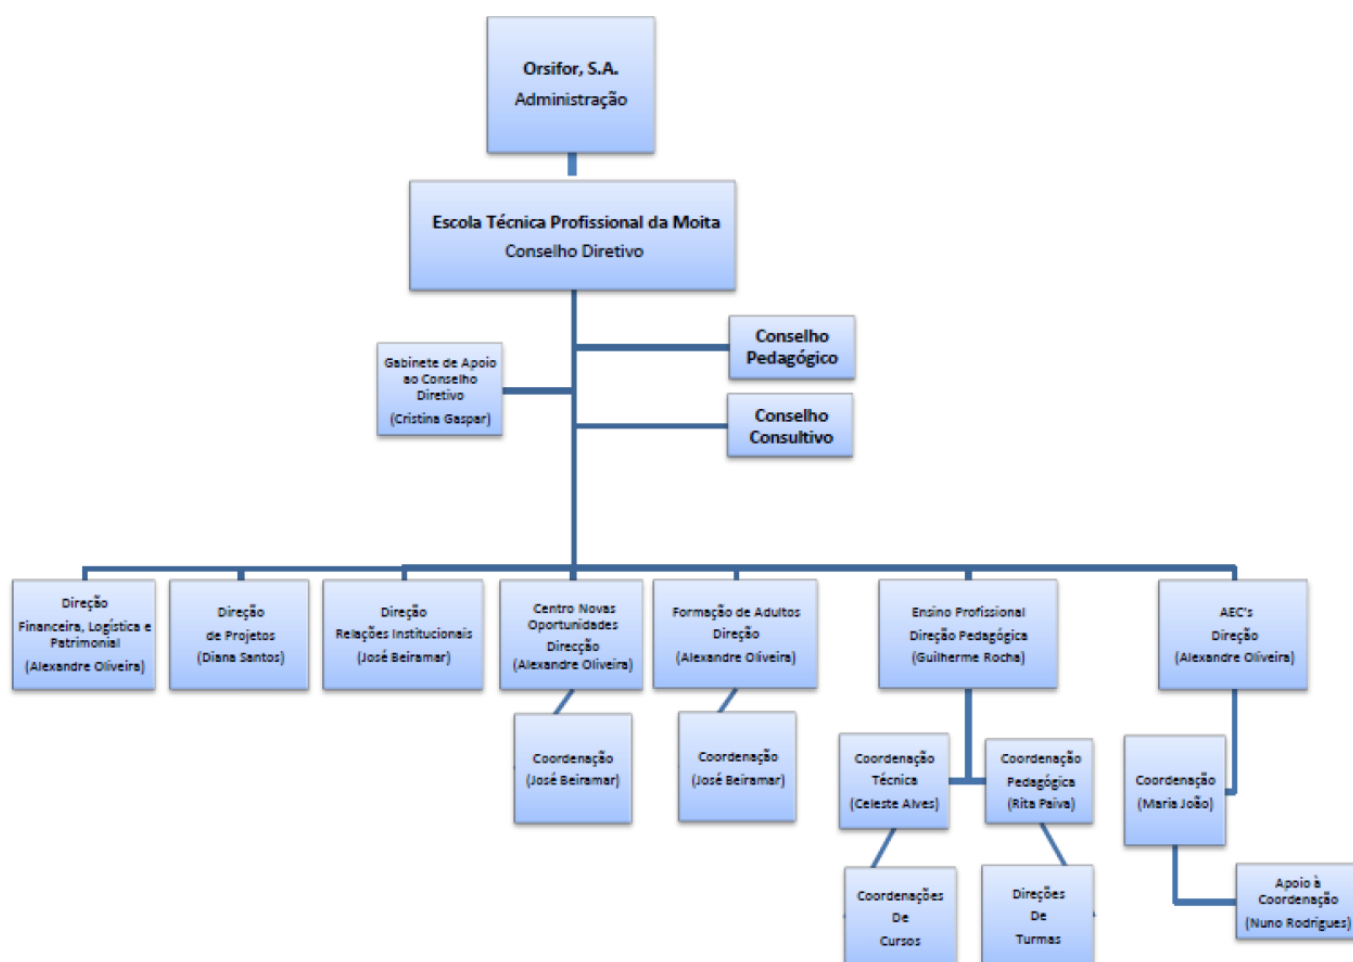 Orsifor, S.A.
Administração
Escola Técnica Profissional da Moita
Conselho Diretivo
Conselho
Pedagógico
Gabinete de Apoio
ao Conselho
Diretivo
(Cristina Gaspar)
Conselho
Consultivo
Direção
Financeira, Logística e
Patrimonial
(Alexandre Oliveira)
Direção
de Projetos
(Diana Santos)
Direção
Relações Institucionais
(José Beiramar)
Centro Novas
Oportunidades
Direcção
(Alexandre Oliveira)
Formação de Adultos
Direção
(Alexandre Oliveira)
Ensino Profissional
Direção Pedagógica
(Guilherme Rocha)
AEC's
Direção
(Alexandre Oliveira)
Coordenação
(José Beiramar)
Coordenação
(José Beiramar)
Coordenação
Técnica
(Celeste Alves)
Coordenação
Pedagógica
(Rita Paiva)
Coordenação
(Maria João)
Coordenações
De
Cursos
Direções
De
Turmas
Apoio à
Coordenação
(Nuno Rodrigues)